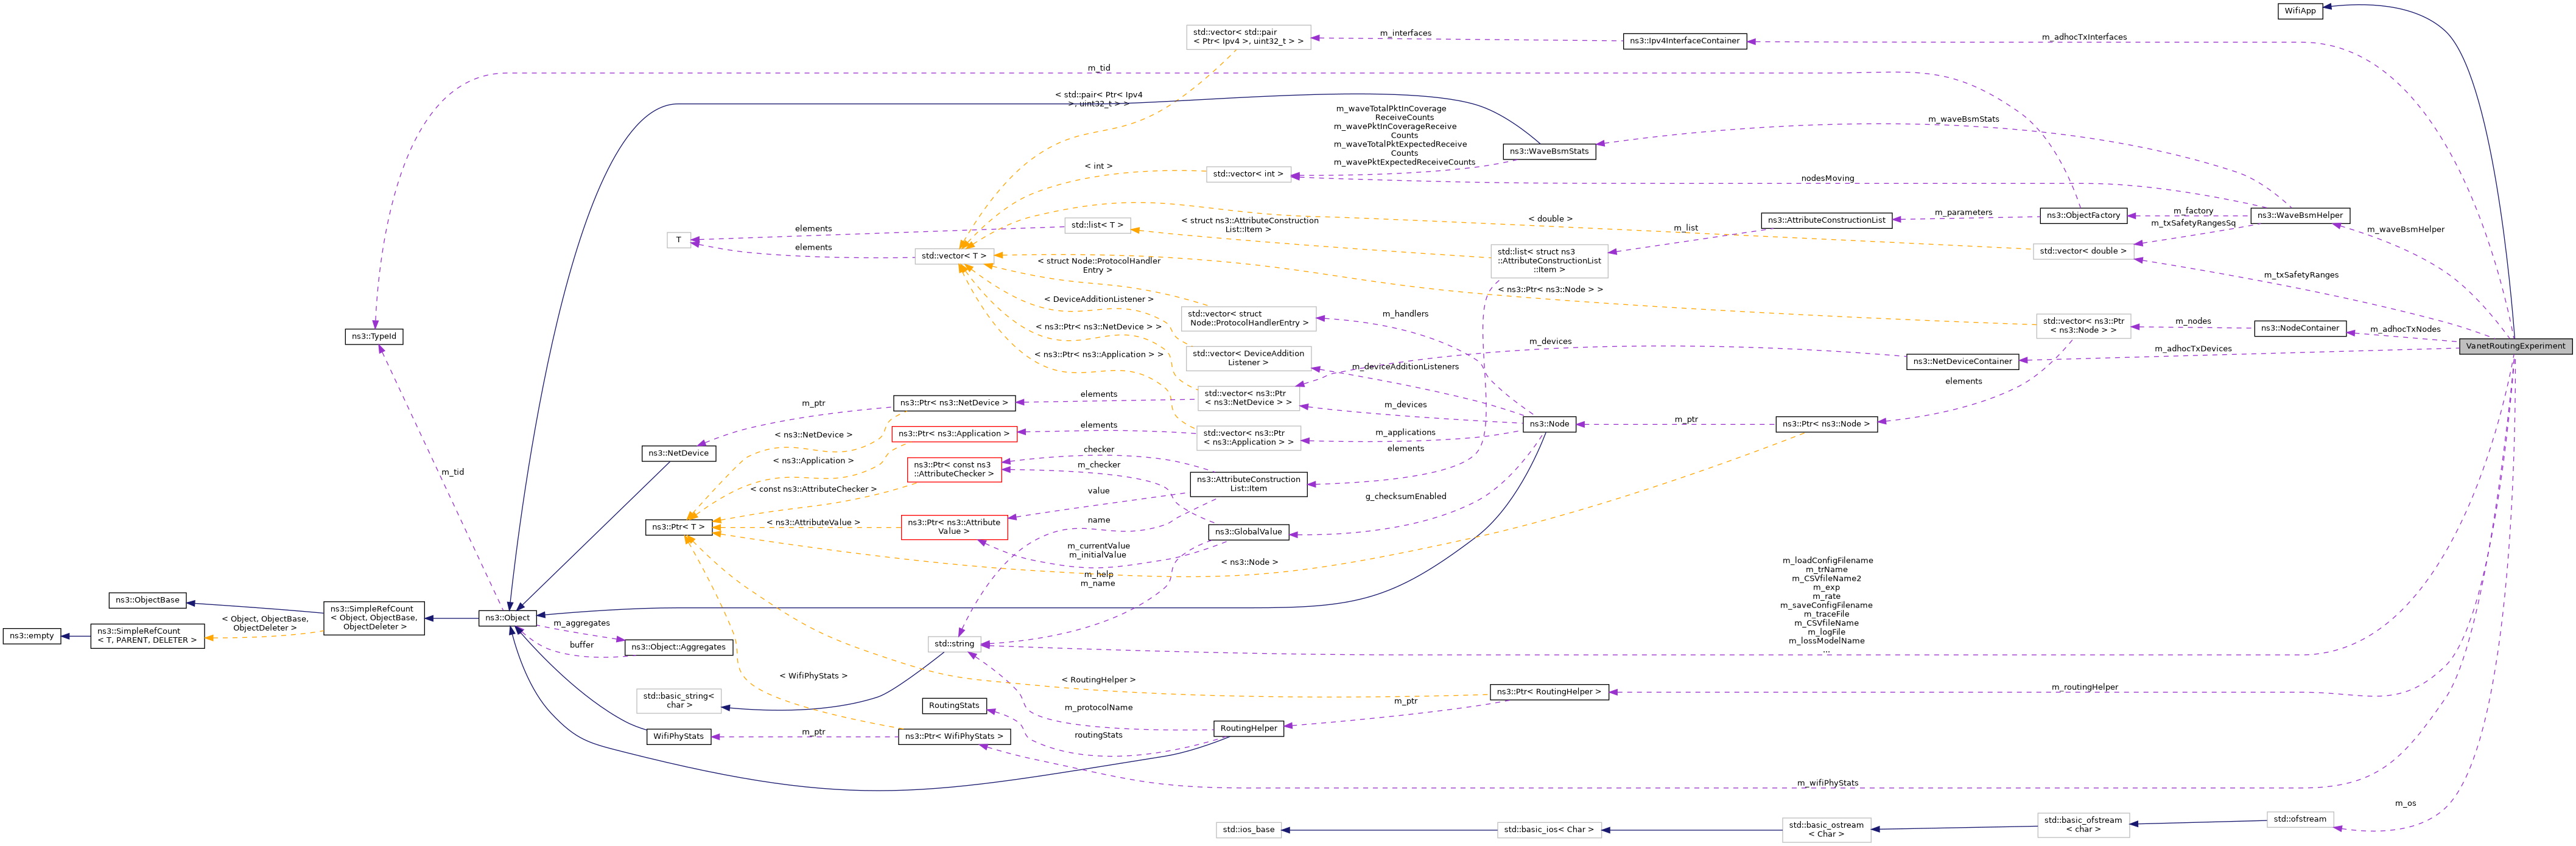 WifiApp
std::vector< std::pair
< Ptr< Ipv4 >, uint32_t > >
m_interfaces
ns3::Ipv4InterfaceContainer
m_adhocTxInterfaces
m_tid
< std::pair< Ptr< Ipv4
>, uint32_t > >
m_waveTotalPktInCoverage
ReceiveCounts
m_wavePktInCoverageReceive
Counts
m_waveTotalPktExpectedReceive
Counts
m_wavePktExpectedReceiveCounts
m_waveBsmStats
ns3::WaveBsmStats
< int >
std::vector< int >
nodesMoving
< double >
std::list< T >
< struct ns3::AttributeConstruction
List::Item >
ns3::AttributeConstructionList
m_parameters
ns3::ObjectFactory
m_factory
ns3::WaveBsmHelper
m_txSafetyRangesSq
m_waveBsmHelper
m_list
elements
T
elements
std::vector< T >
std::list< struct ns3
::AttributeConstructionList
::Item >
std::vector< double >
< struct Node::ProtocolHandler
Entry >
m_txSafetyRanges
< ns3::Ptr< ns3::Node > >
< DeviceAdditionListener >
std::vector< struct
Node::ProtocolHandlerEntry >
m_handlers
std::vector< ns3::Ptr
< ns3::Node > >
m_nodes
ns3::NodeContainer
m_adhocTxNodes
< ns3::Ptr< ns3::NetDevice > >
ns3::TypeId
m_devices
VanetRoutingExperiment
m_adhocTxDevices
< ns3::Ptr< ns3::Application > >
std::vector< DeviceAddition
Listener >
m_deviceAdditionListeners
ns3::NetDeviceContainer
elements
elements
std::vector< ns3::Ptr
< ns3::NetDevice > >
m_ptr
ns3::Ptr< ns3::NetDevice >
m_devices
m_ptr
ns3::Node
ns3::Ptr< ns3::Node >
elements
< ns3::NetDevice >
ns3::Ptr< ns3::Application >
std::vector< ns3::Ptr
< ns3::Application > >
m_applications
elements
ns3::NetDevice
checker
< ns3::Application >
ns3::Ptr< const ns3
::AttributeChecker >
m_checker
m_tid
ns3::AttributeConstruction
List::Item
< const ns3::AttributeChecker >
value
g_checksumEnabled
ns3::Ptr< T >
< ns3::AttributeValue >
ns3::Ptr< ns3::Attribute
Value >
name
ns3::GlobalValue
m_currentValue
m_initialValue
< ns3::Node >
m_help
m_name
m_loadConfigFilename
m_trName
m_CSVfileName2
m_exp
m_rate
m_saveConfigFilename
m_traceFile
m_CSVfileName
m_logFile
m_lossModelName
...
ns3::ObjectBase
ns3::SimpleRefCount
< Object, ObjectBase,
ObjectDeleter >
< Object, ObjectBase,
ObjectDeleter >
ns3::Object
m_aggregates
ns3::empty
ns3::SimpleRefCount
< T, PARENT, DELETER >
buffer
ns3::Object::Aggregates
std::string
< WifiPhyStats >
< RoutingHelper >
ns3::Ptr< RoutingHelper >
m_routingHelper
std::basic_string<
char >
RoutingStats
m_protocolName
m_ptr
WifiPhyStats
m_ptr
ns3::Ptr< WifiPhyStats >
routingStats
RoutingHelper
m_wifiPhyStats
m_os
std::ios_base
std::basic_ios< Char >
std::basic_ostream
< Char >
std::basic_ofstream
< char >
std::ofstream